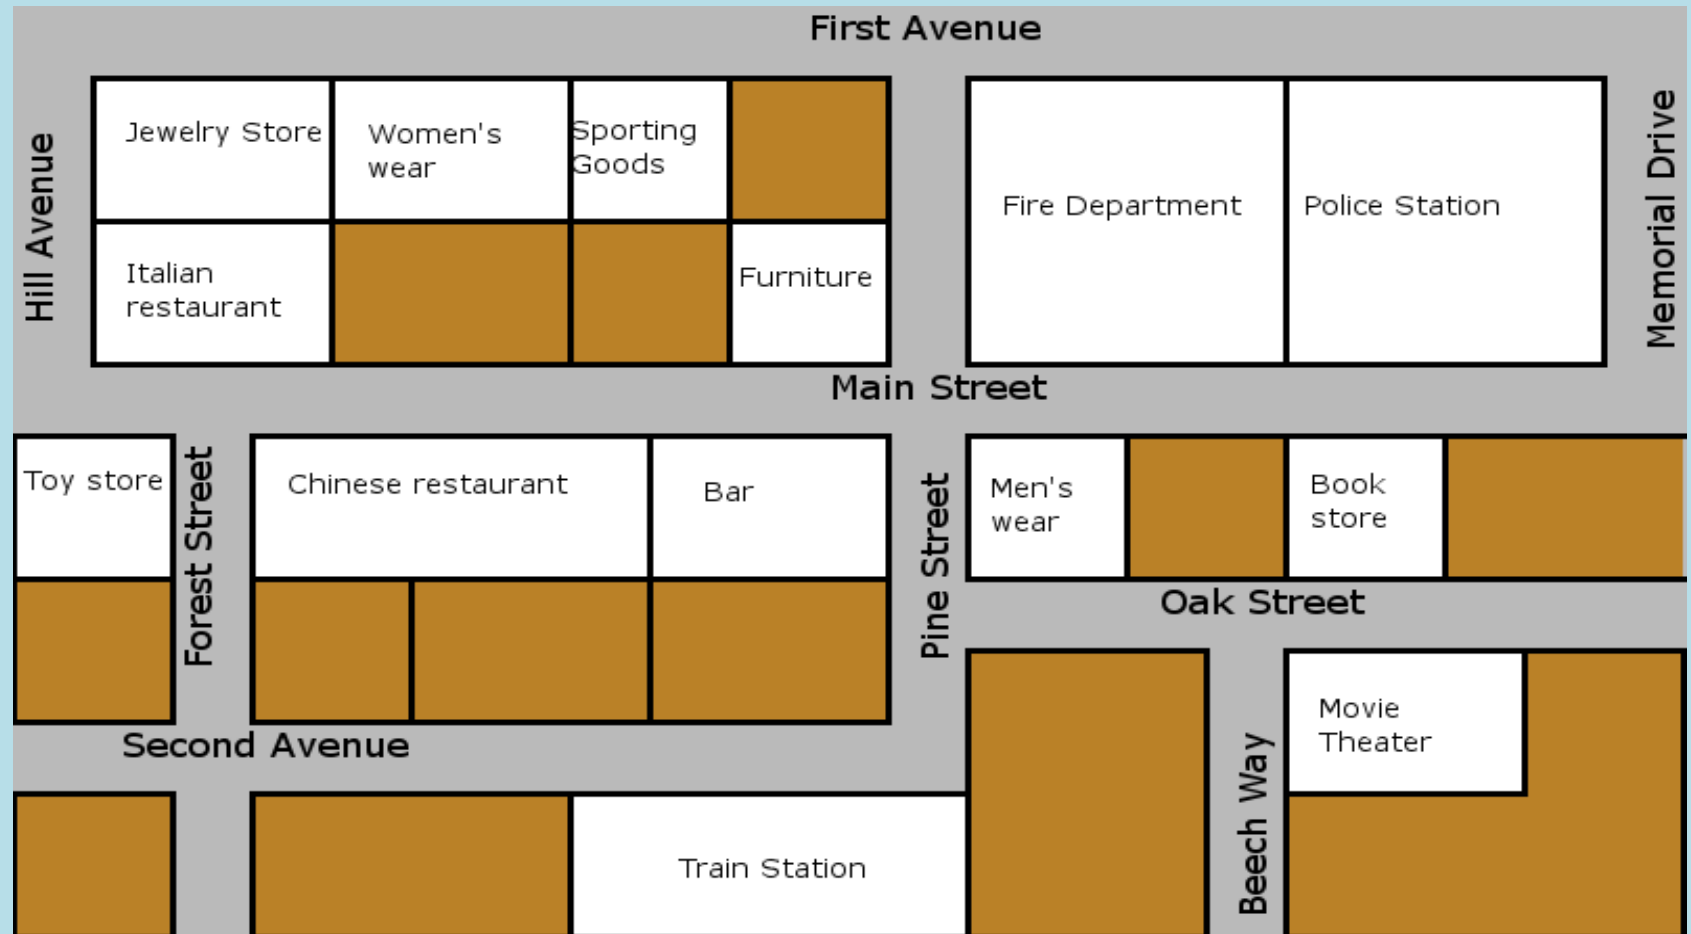 First Avenue
Hill Avenue
Jewelry Store
Women's
wear
Sporting
Goods
Fire Department
Police Station
Memorial Drive
Italian
restaurant
Furniture
Main Street
Toy store
Forest Street
Chinese restaurant
Bar
Pine Street
Men's
wear
Book
store
Oak Street
Second Avenue
Movie
Theater
Beech Way
Train Station